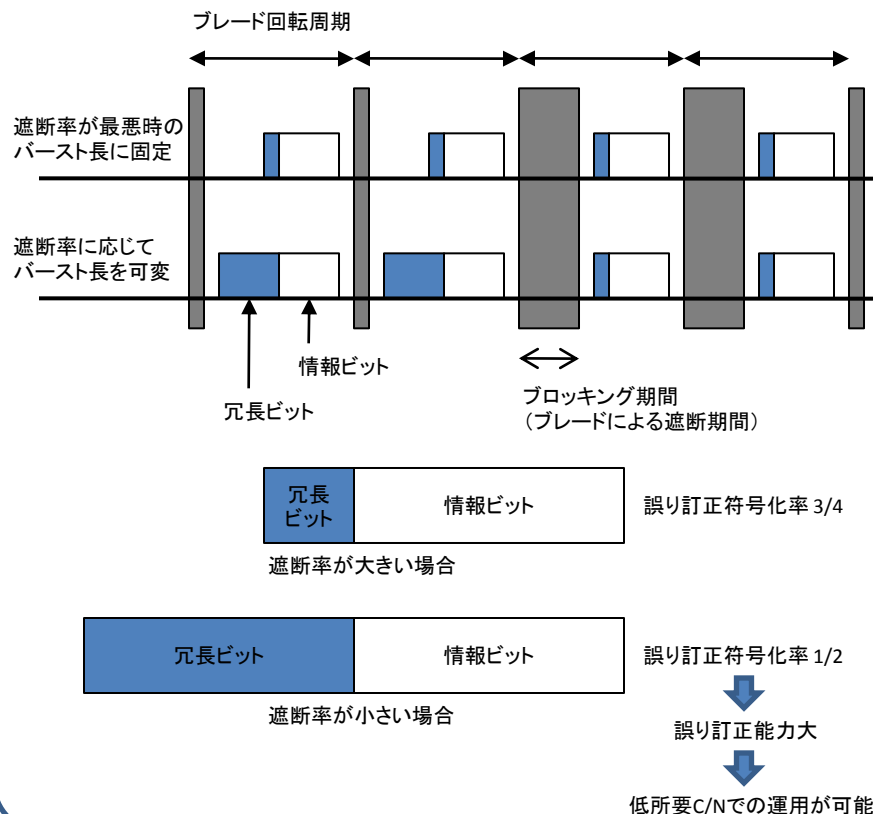 ブレード回転周期
遮断率が最悪時の
バースト長に固定
遮断率に応じて
バースト長を可変
情報ビット
冗長ビット
ブロッキング期間
（ブレードによる遮断期間）
冗長
ビット
情報ビット
誤り訂正符号化率 3/4
遮断率が大きい場合
冗長ビット
情報ビット
誤り訂正符号化率 1/2
遮断率が小さい場合
誤り訂正能力大
低所要C/Nでの運用が可能